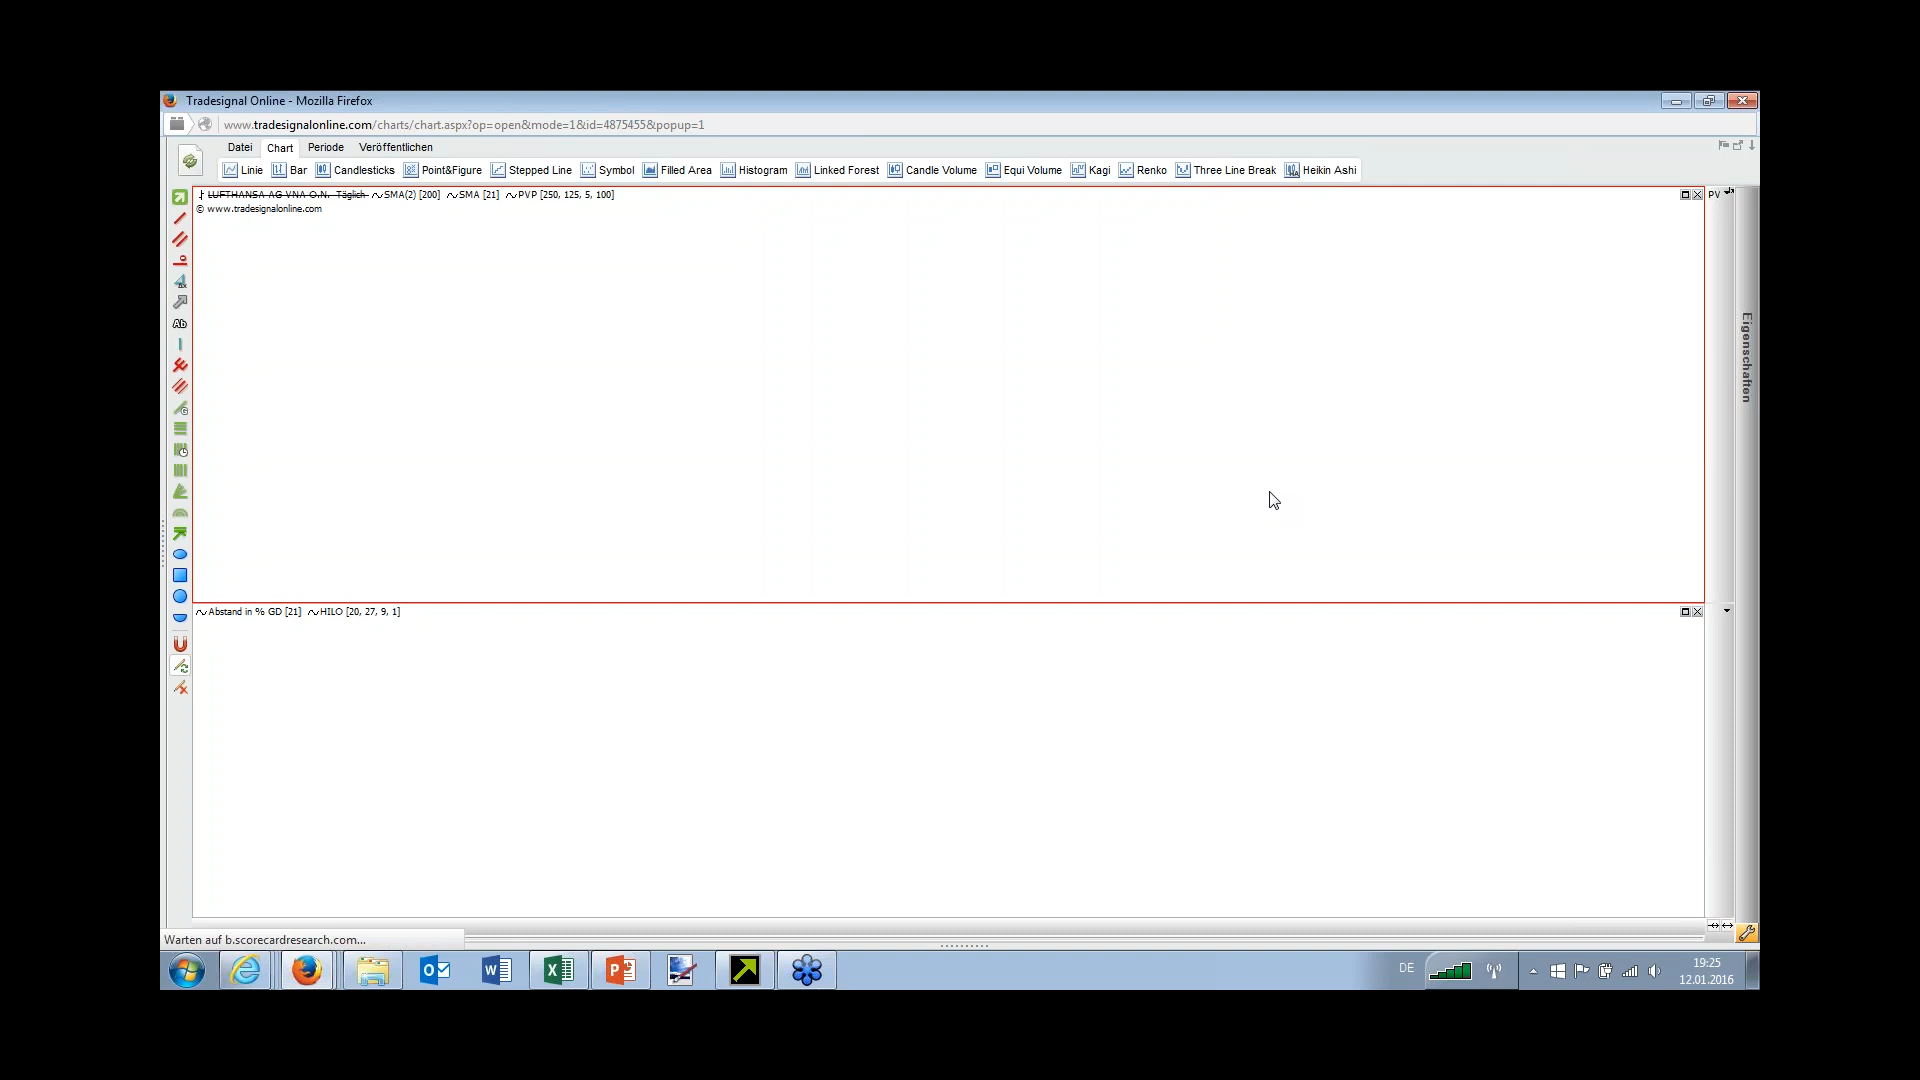 Tradesignal Online - Mozilla Firefox
www.tradesignalonline.com/charts/chart.aspx?op=open&mode=1&id=4875455&popup=1
Datei Chart Periode Veröffentlichen
Linie Bar Candlesticks Point&Figure Stepped Line Symbol Filled Area Histogram Linked Forest Candle Volume Equi Volume Kagi Renko Three Line Break Heikin Ashi
LUFTHANSA AG VNA O.N. Täglich SMA(2) [200] SMA [21] PVP [250, 125, 5, 100]
PV
© www.tradesignalonline.com
Ab
Eigenschaften
Abstand in % GD [21] HILO [20, 27, 9, 1]
Warten auf b.scorecardresearch.com...
DE
19:25
12.01.2016